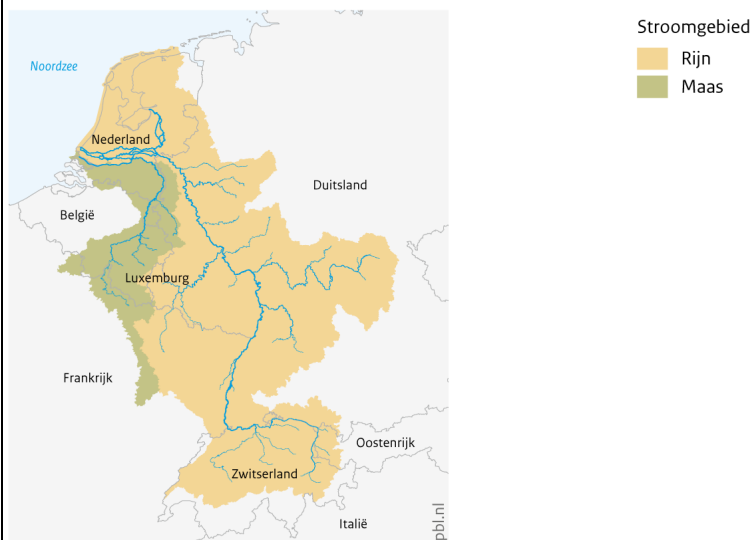 Stroomgebied
Rijn
Maas
Noordzee
Nederland
Duitsland
België
Luxemburg
Frankrijk
Oostenrijk
Zwitserland
Italië
pbl.nl